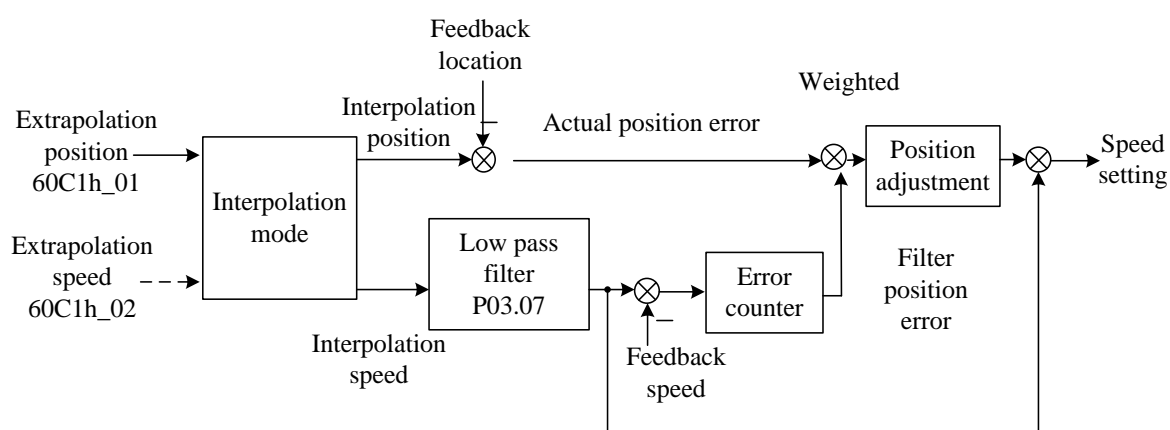 Feedback
location
Weighted
Extrapolation
position
60C1h_01
Interpolation
position
Actual position error
Position
adjustment
Speed
setting
Interpolation
mode
Extrapolation
speed
60C1h_02
Low pass
filter
P03.07
Error
counter
Filter
position
error
Interpolation
speed
Feedback
speed